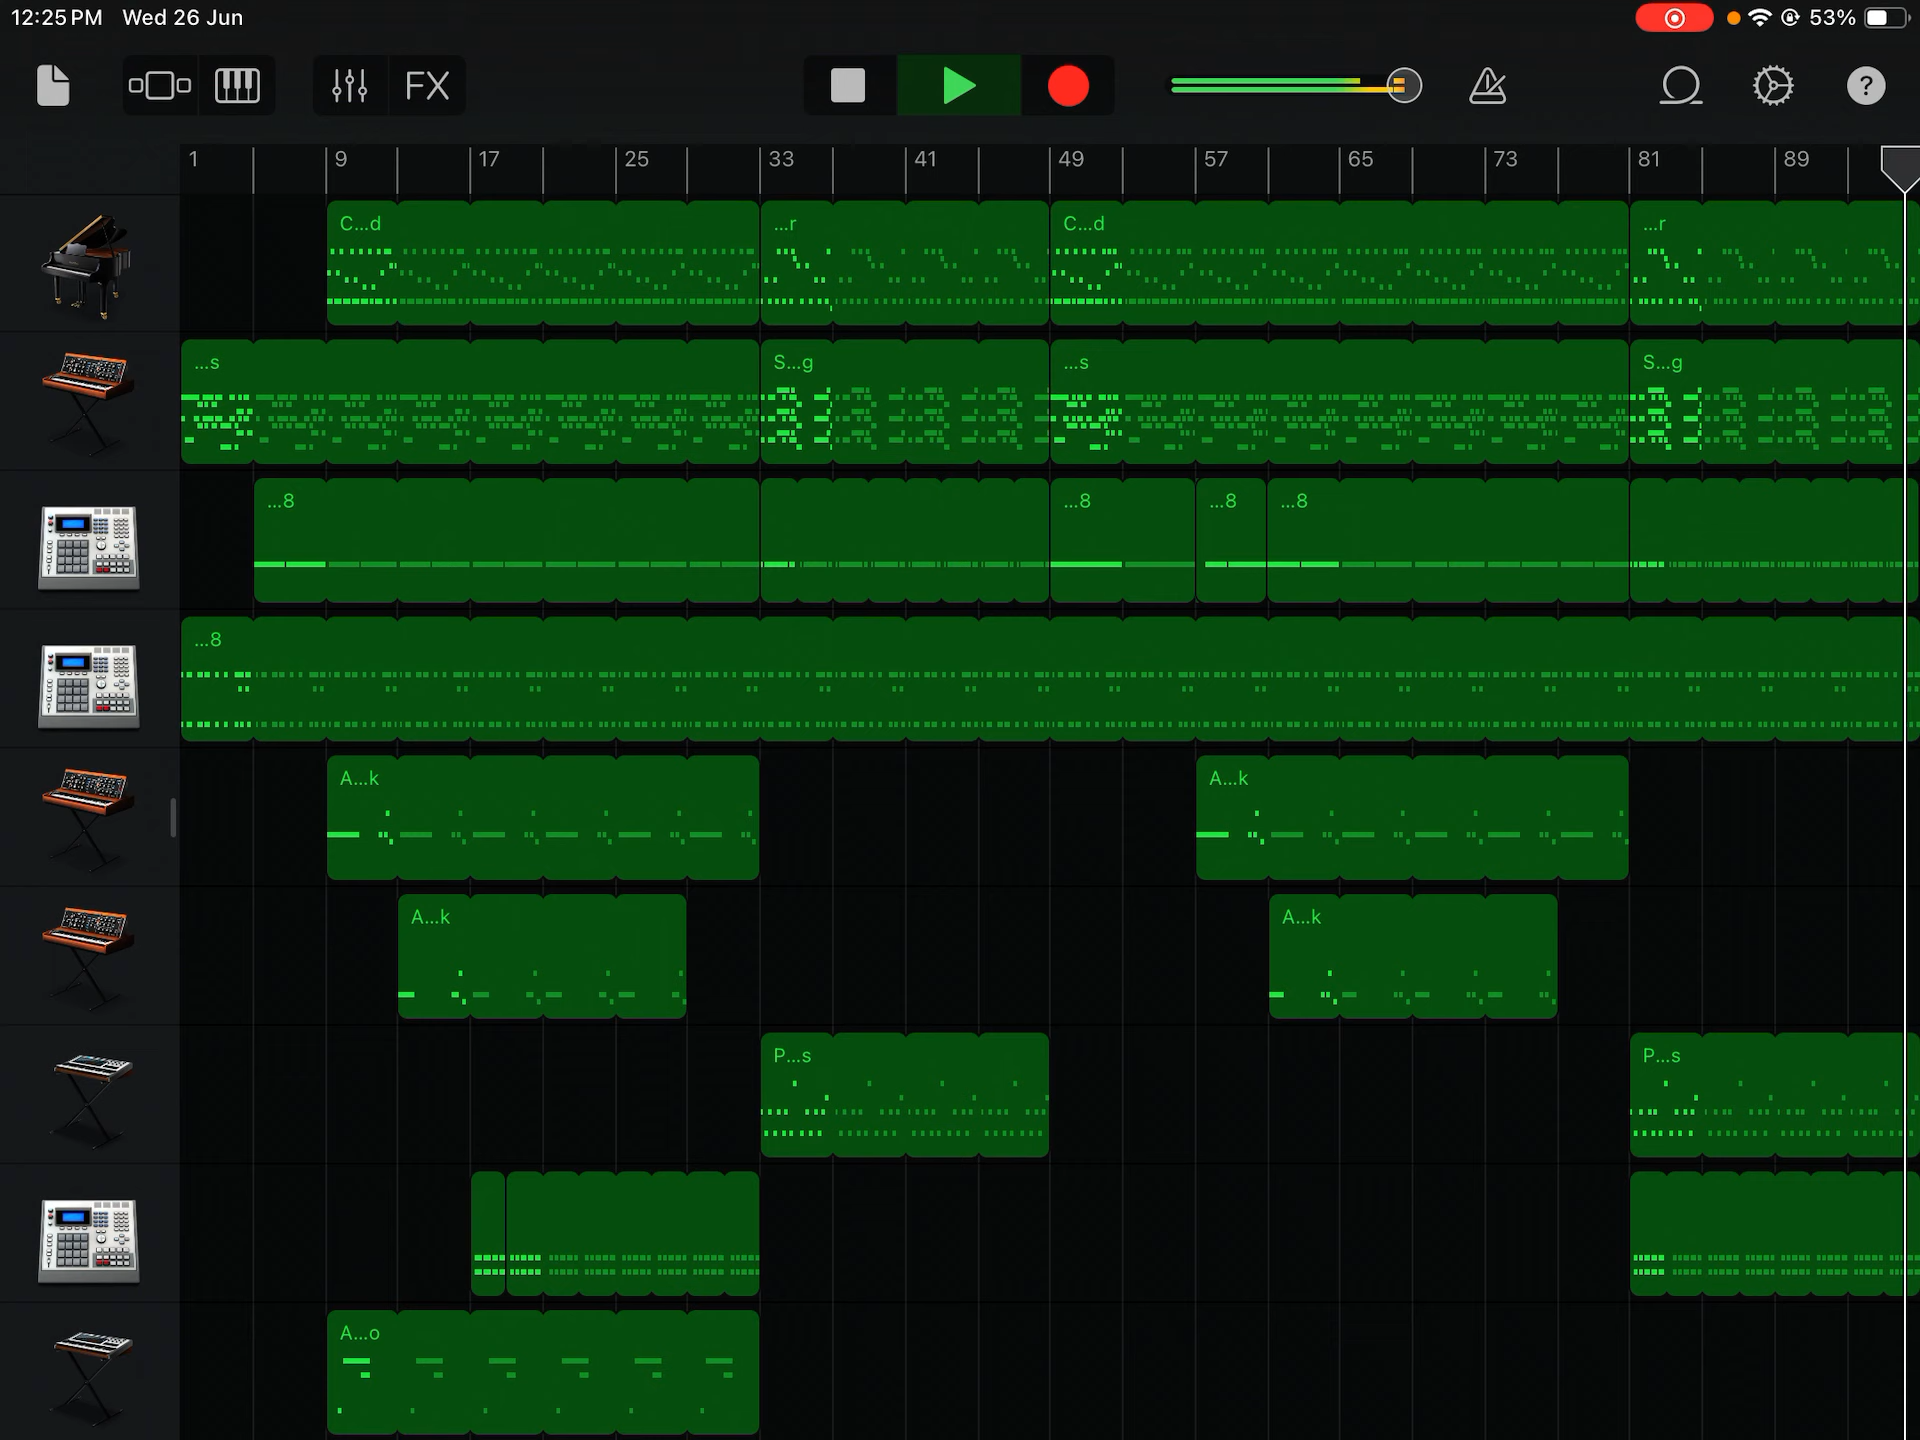 12:25 PM Wed 26 Jun
53%
FX
?
1 9 17 25 33 41 49 57 65 73 81 89
C...d ...r C...d ...r
...s S...g ...s S...g
...8 ...8 ...8 ...8
...8
A...k A...k
A...k A...k
P...s P...s
A...o